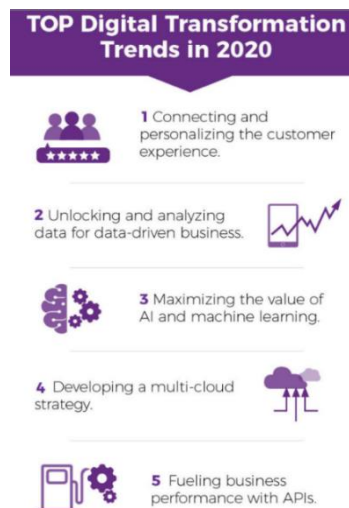 TOP Digital Transformation
Trends in 2020
1 Connecting and
personalizing the customer
experience.
2 Unlocking and analyzing
data for data-driven business.
3 Maximizing the value of
AI and machine learning.
4 Developing a multi-cloud
strategy.
5 Fueling business
performance with APIs.